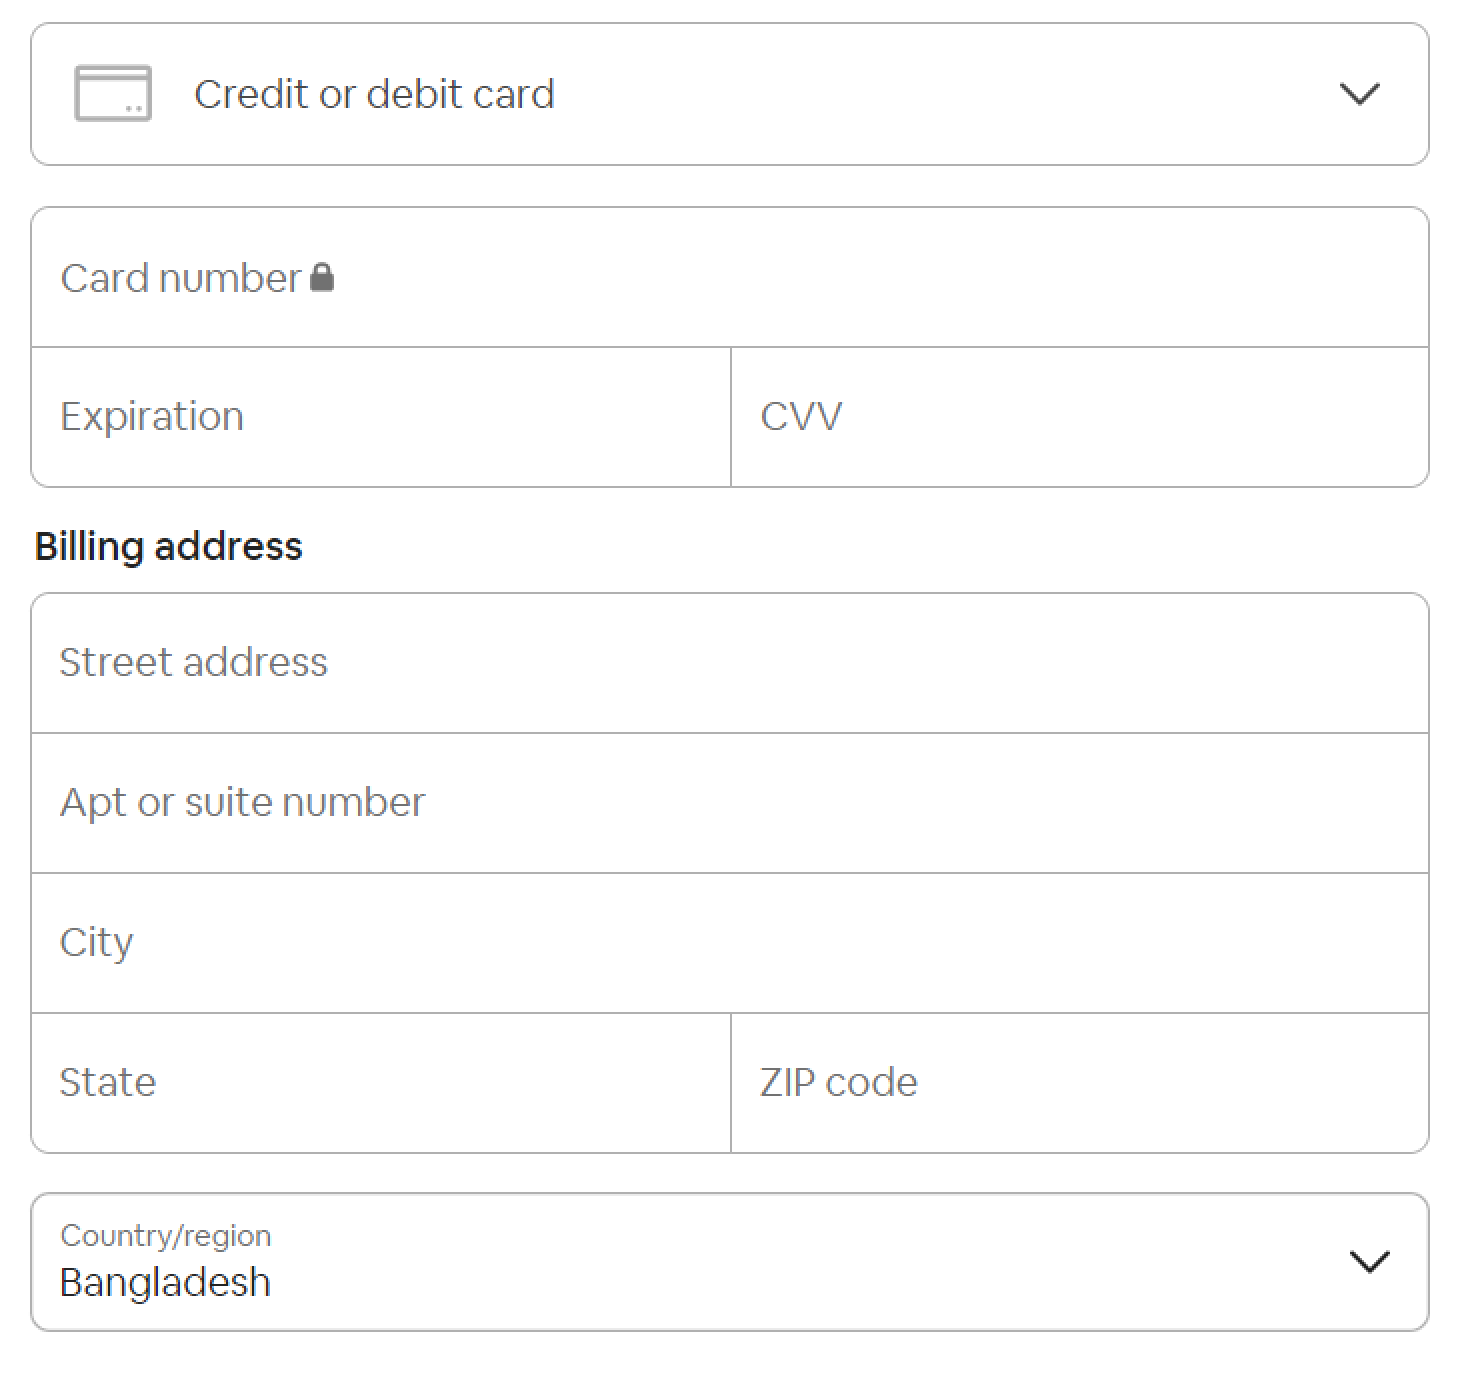 Credit or debit card
Card number
Expiration
CVV
Billing address
Street address
Apt or suite number
City
State
ZIP code
Country/region
Bangladesh